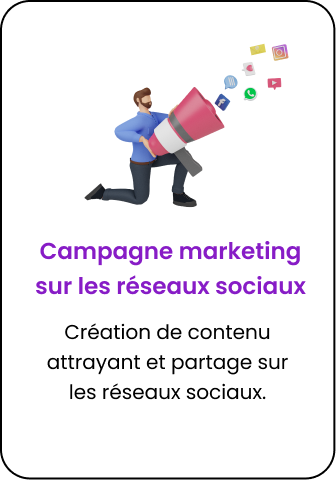 Campagne marketing
sur les réseaux sociaux
Création de contenu
attrayant et partage sur
les réseaux sociaux.